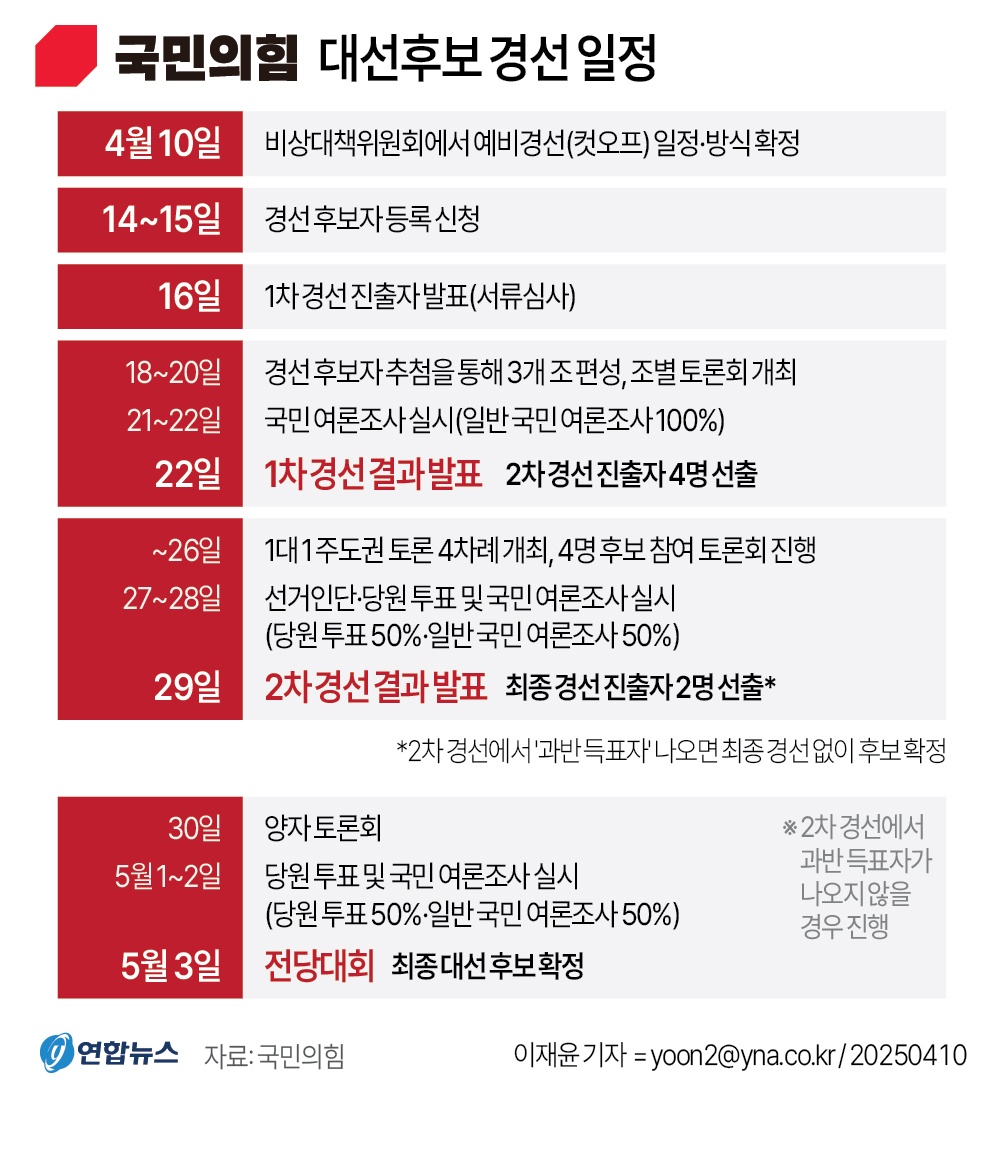 국민의힘 대선후보 경선 일정
4월 10일 비상대책위원회에서 예비경선(컷오프) 일정·방식 확정
14~15일 경선 후보자 등록 신청
16일 1차 경선 진출자 발표(서류심사)
18~20일 경선 후보자 추첨을 통해 3개 조 편성, 조별 토론회 개최
21~22일 국민 여론조사 실시(일반 국민 여론조사 100%)
22일 1차 경선 결과 발표 2차 경선 진출자 4명 선출
~26일 1대 1 주도권 토론 4차례 개최, 4명 후보 참여 토론회 진행
27~28일 선거인단·당원 투표 및 국민 여론조사 실시
(당원 투표 50%·일반 국민 여론조사 50%)
29일 2차 경선 결과 발표 최종 경선 진출자 2명 선출*
*2차 경선에서 '과반 득표자' 나오면 최종 경선 없이 후보 확정
30일 양자 토론회
5월 1~2일 당원 투표 및 국민 여론조사 실시
(당원 투표 50%·일반 국민 여론조사 50%)
5월 3일 전당대회 최종 대선 후보 확정
※ 2차 경선에서
과반 득표자가
나오지 않을
경우 진행
연합뉴스 자료: 국민의힘 이재윤 기자 = yoon2@yna.co.kr / 20250410